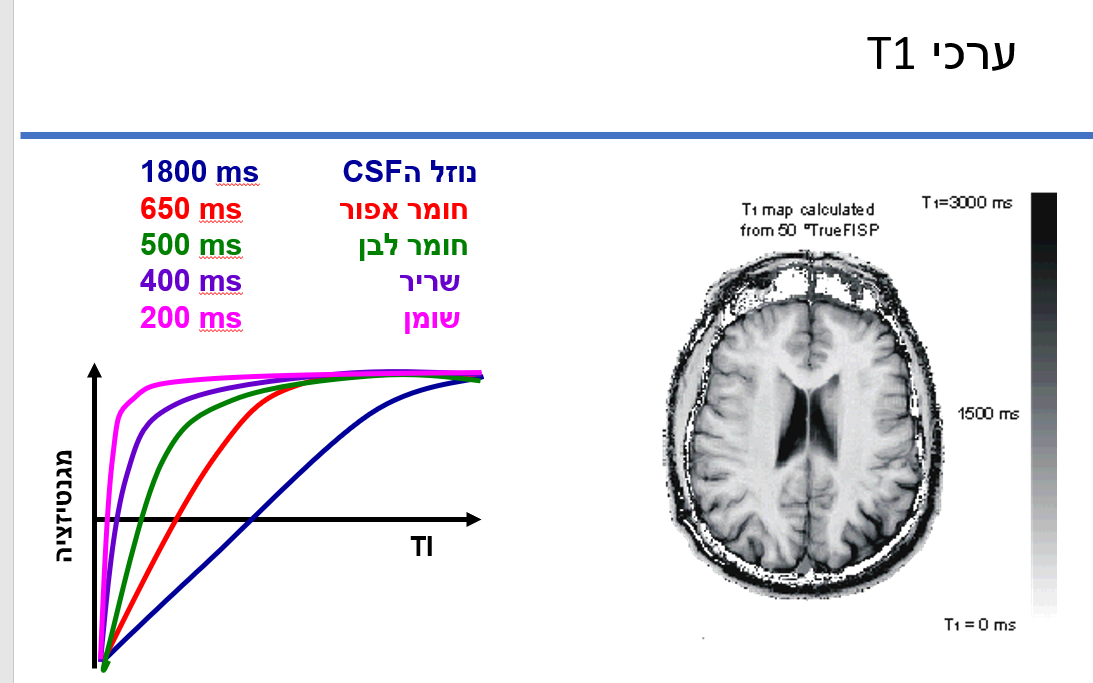 ערכי T1
נוזל הCSF 1800 ms
חומר אפור 650 ms
חומר לבן 500 ms
שריר 400 ms
שומן 200 ms
מגנטיזציה
TI
T1 map calculated
from 50 °TrueFISP
T1=3000 ms
1500 ms
T1 = 0 ms